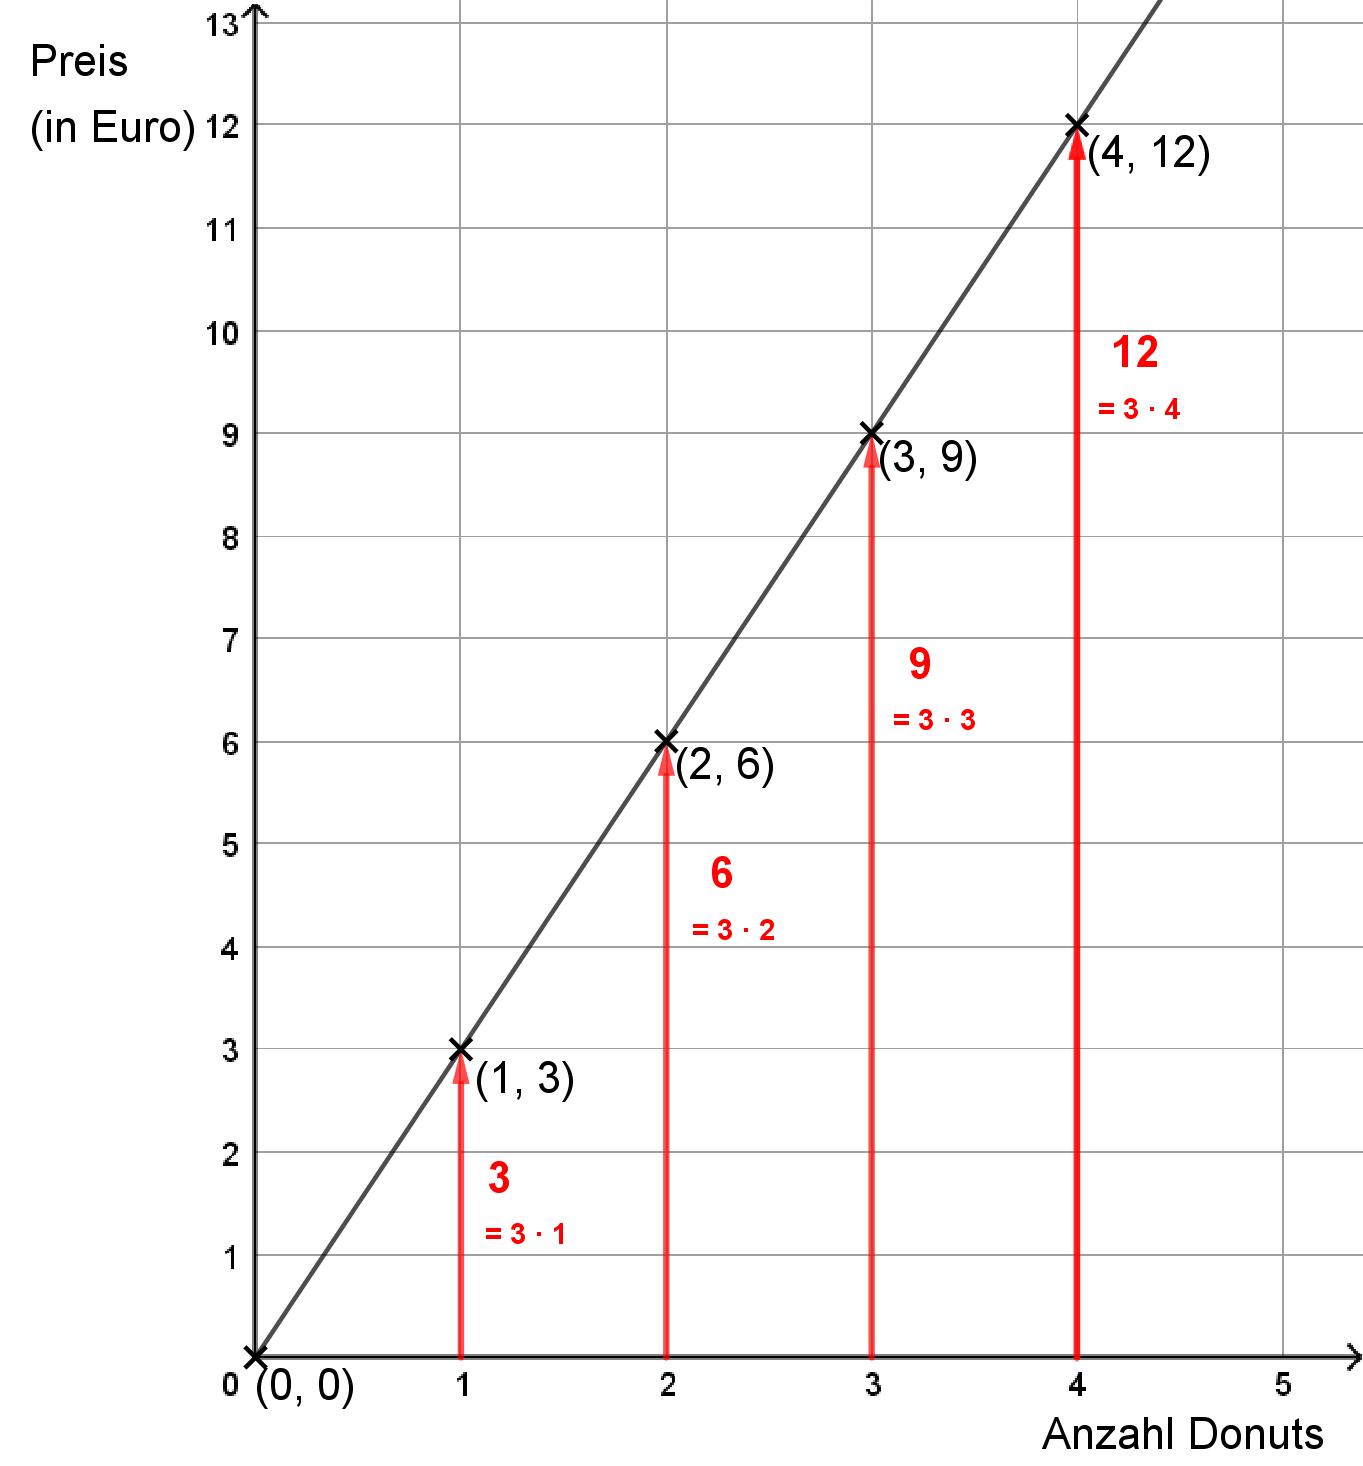 Preis
(in Euro)
13
12
11
10
9
8
7
6
5
4
3
2
1
0
(4, 12)
12
= 3 · 4
(3, 9)
9
= 3 · 3
(2, 6)
6
= 3 · 2
(1, 3)
3
= 3 · 1
(0, 0)
1 2 3 4 5
Anzahl Donuts